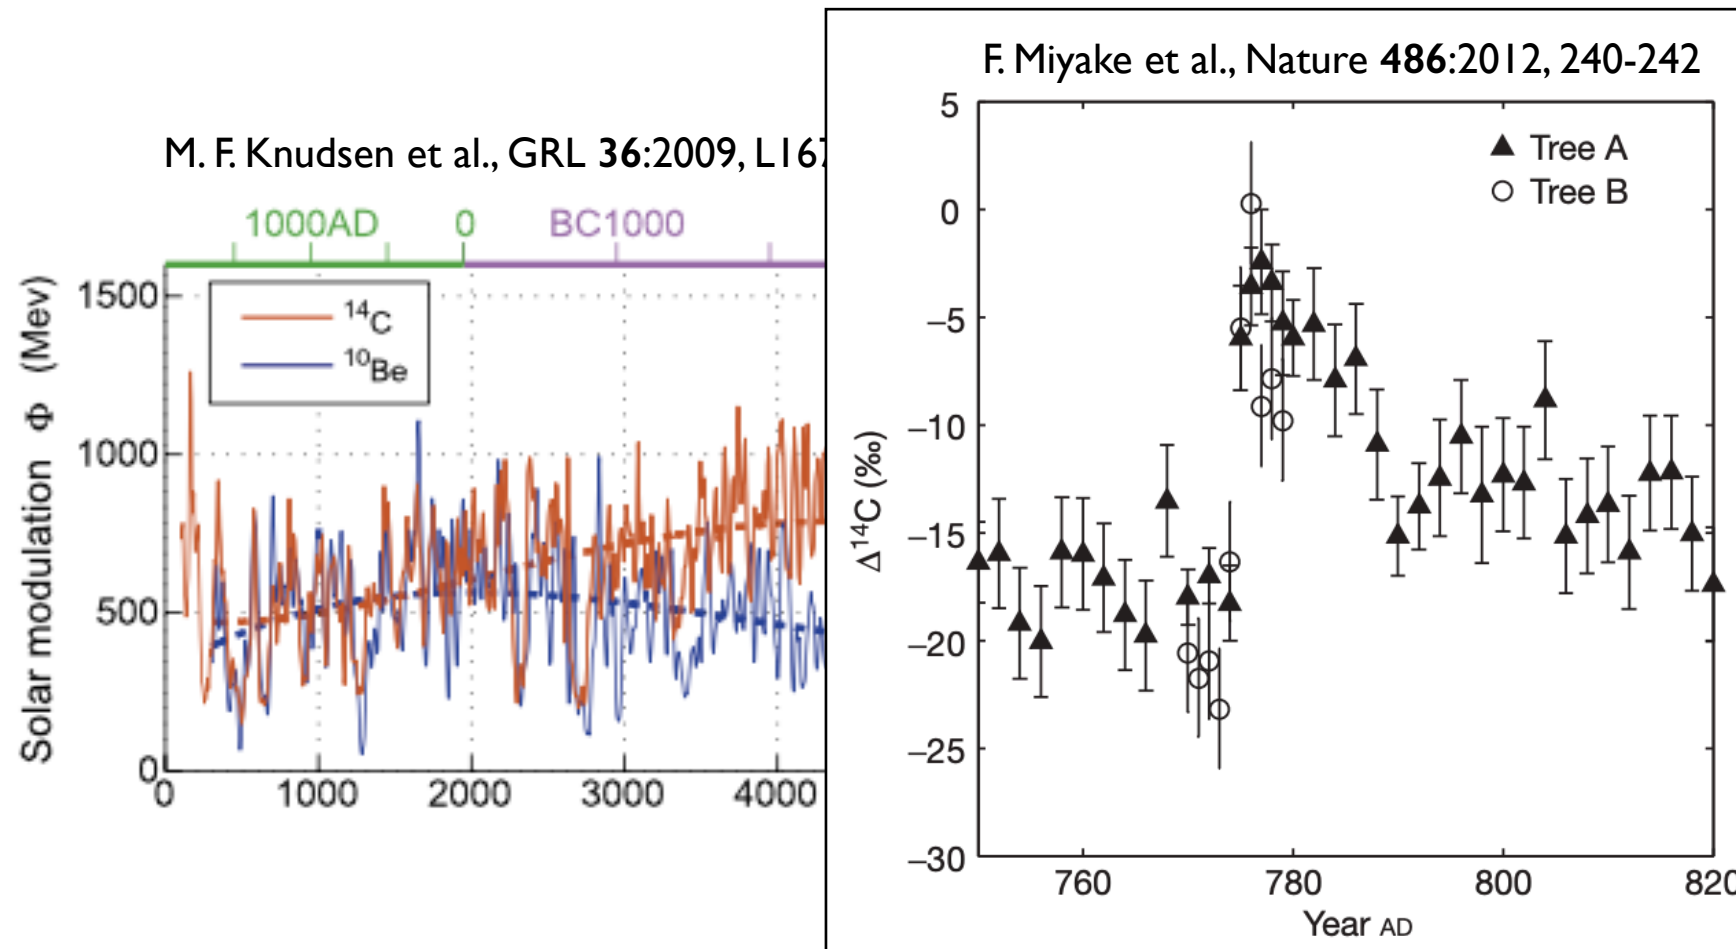 M. F. Knudsen et al., GRL 36:2009, L167
1000AD 0 BC1000
Solar modulation Φ (Mev)
1500
1000
500
0
14C
10Be
0 1000 2000 3000 4000
F. Miyake et al., Nature 486:2012, 240-242
Tree A
Tree B
Δ14C (‰)
5
0
–5
–10
–15
–20
–25
–30
760 780 800 820
Year AD